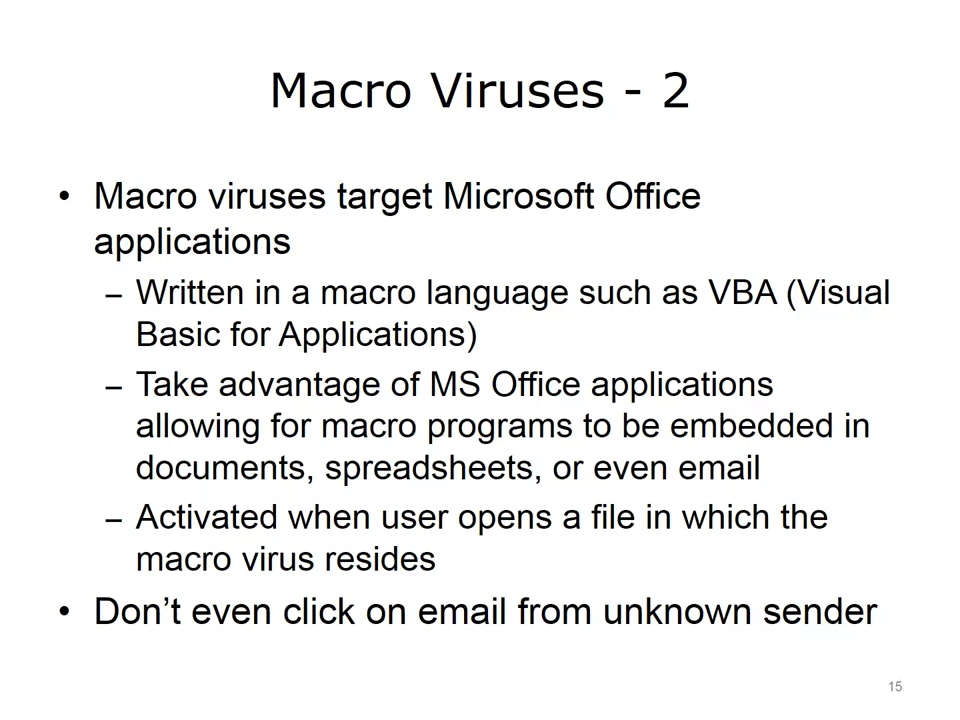 Macro Viruses - 2
• Macro viruses target Microsoft Office
applications
– Written in a macro language such as VBA (Visual
Basic for Applications)
– Take advantage of MS Office applications
allowing for macro programs to be embedded in
documents, spreadsheets, or even email
– Activated when user opens a file in which the
macro virus resides
• Don’t even click on email from unknown sender
15